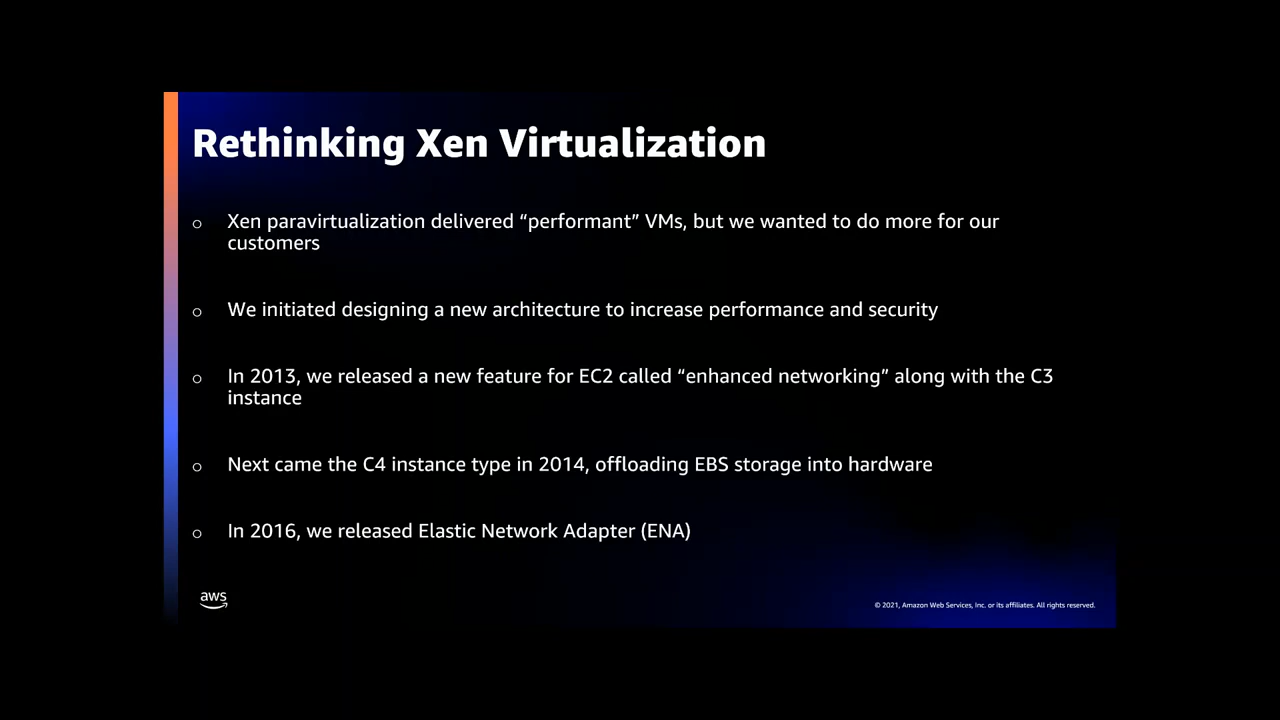 Rethinking Xen Virtualization
○ Xen paravirtualization delivered “performant” VMs, but we wanted to do more for our
customers
○ We initiated designing a new architecture to increase performance and security
○ In 2013, we released a new feature for EC2 called “enhanced networking” along with the C3
instance
○ Next came the C4 instance type in 2014, offloading EBS storage into hardware
○ In 2016, we released Elastic Network Adapter (ENA)
aws
© 2021, Amazon Web Services, Inc. or its affiliates. All rights reserved.